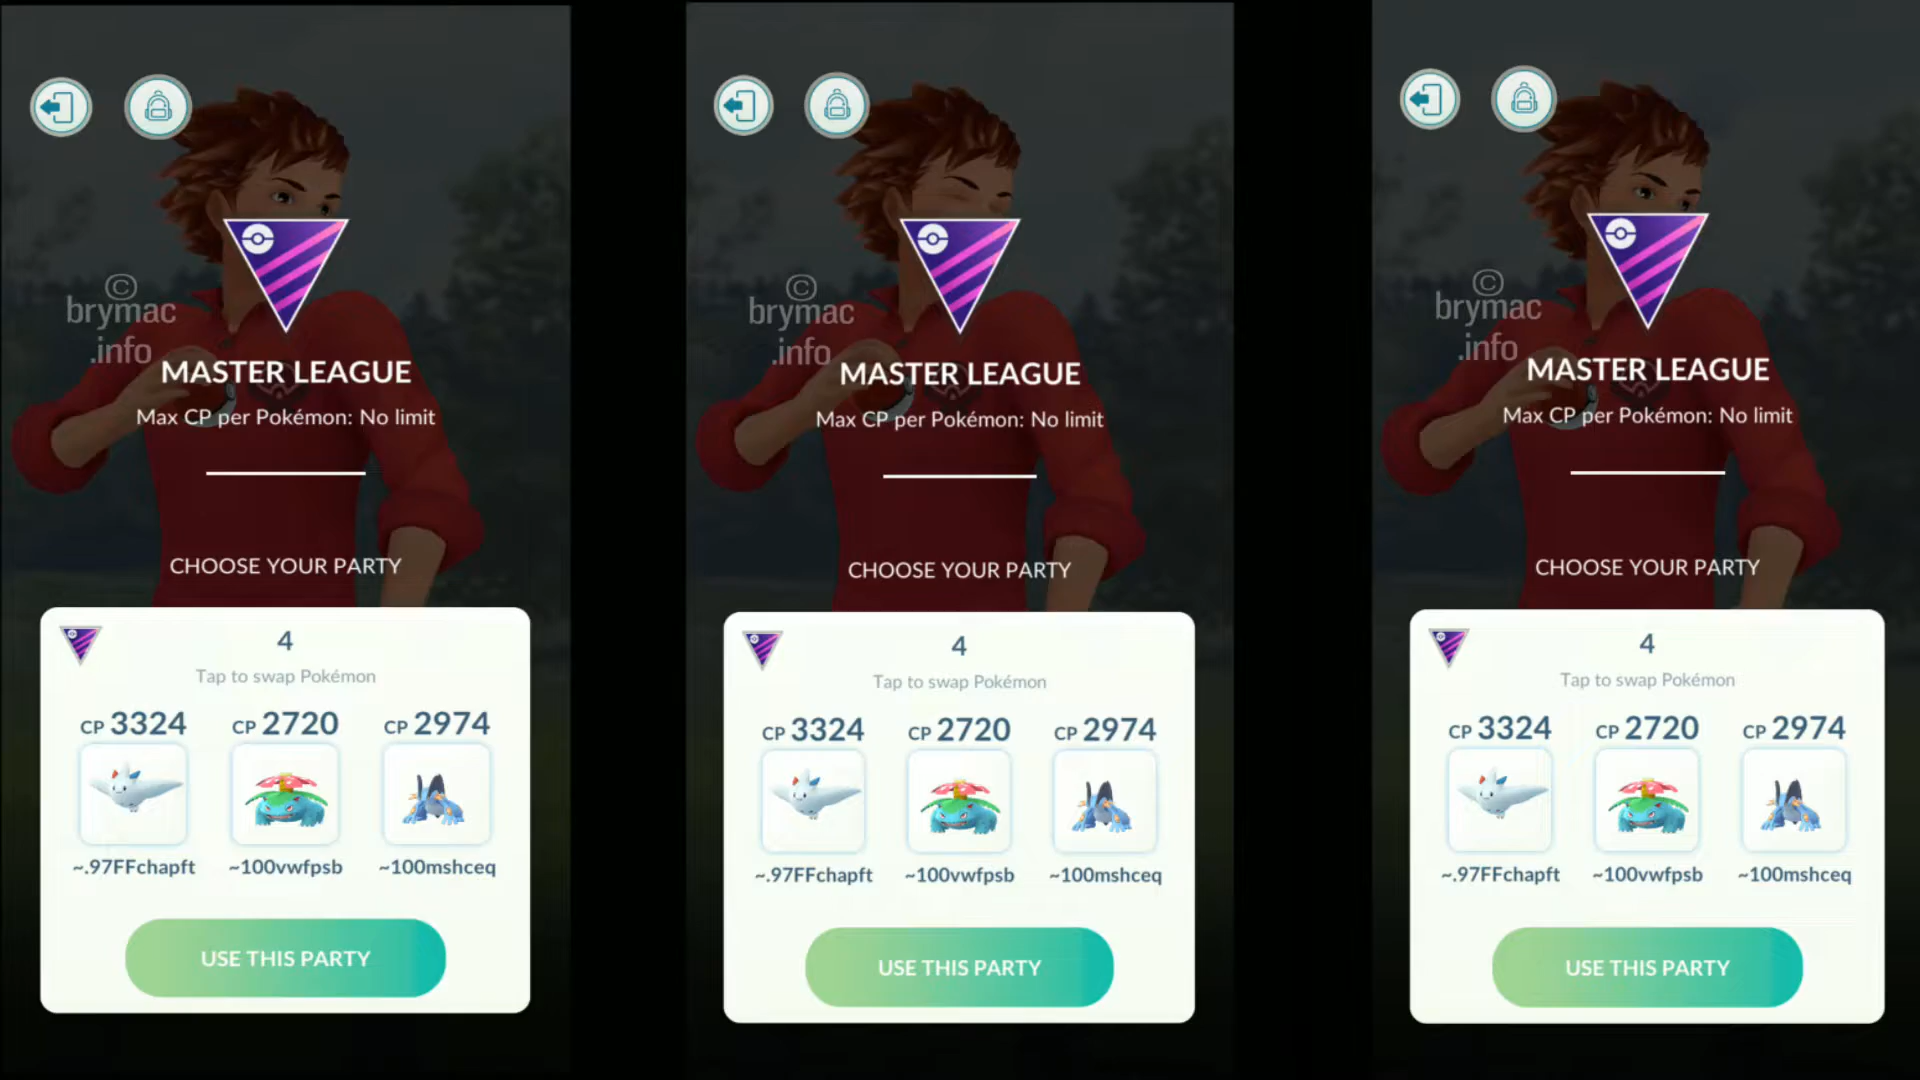 ©
brymac
.info
MASTER LEAGUE
Max CP per Pokémon: No limit
CHOOSE YOUR PARTY
4
Tap to swap Pokémon
CP 3324 CP 2720 CP 2974
~.97FFchapft ~100vwfpsb ~100mshceq
USE THIS PARTY
©
brymac
.info
MASTER LEAGUE
Max CP per Pokémon: No limit
CHOOSE YOUR PARTY
4
Tap to swap Pokémon
CP 3324 CP 2720 CP 2974
~.97FFchapft ~100vwfpsb ~100mshceq
USE THIS PARTY
©
brymac
.info
MASTER LEAGUE
Max CP per Pokémon: No limit
CHOOSE YOUR PARTY
4
Tap to swap Pokémon
CP 3324 CP 2720 CP 2974
~.97FFchapft ~100vwfpsb ~100mshceq
USE THIS PARTY